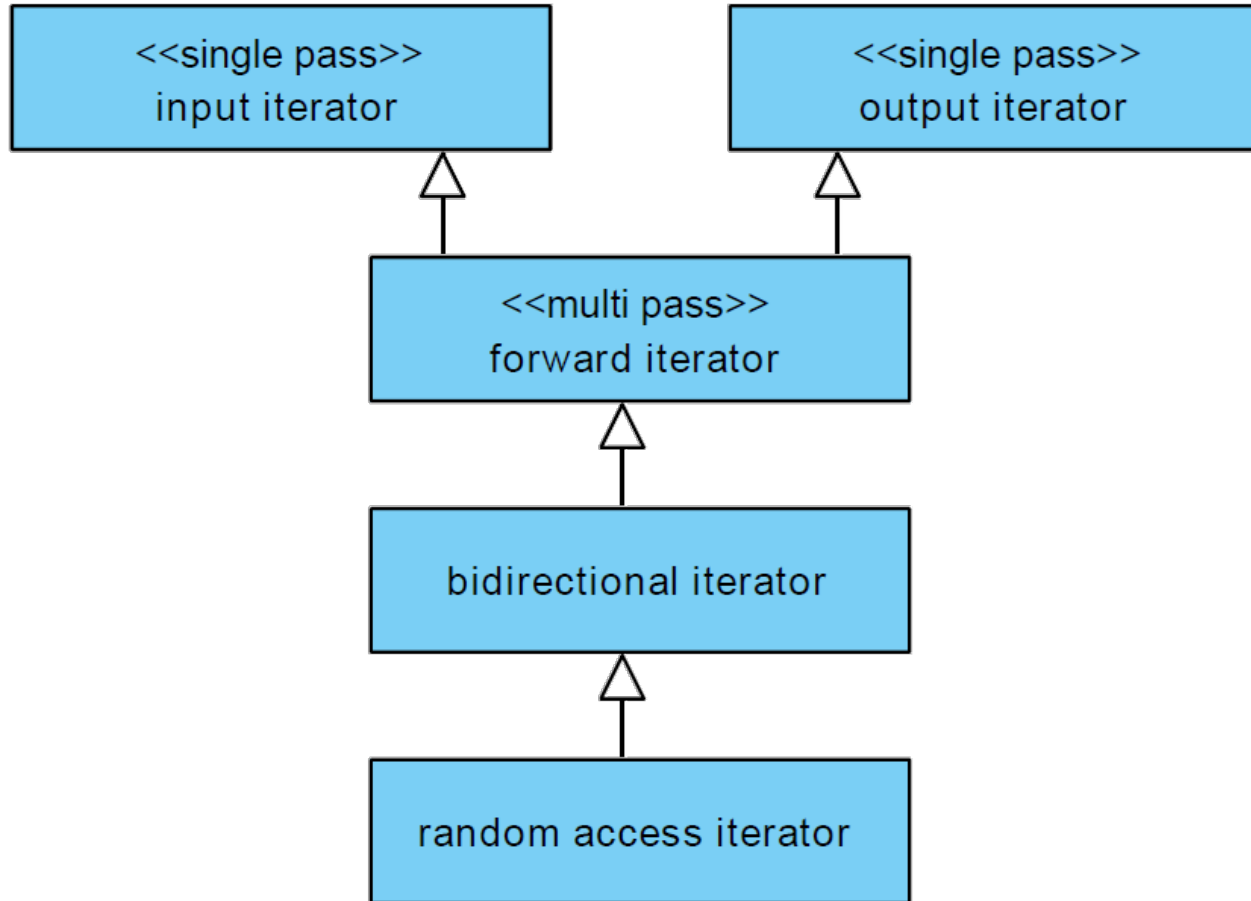 <<single pass>>
input iterator
<<single pass>>
output iterator
<<multi pass>>
forward iterator
bidirectional iterator
random access iterator